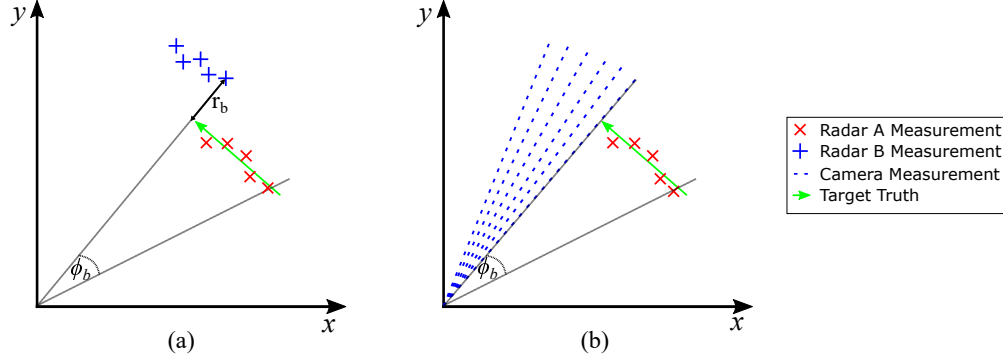 y
r_b
ϕ_b
x
(a)
y
ϕ_b
x
(b)
Radar A Measurement
Radar B Measurement
Camera Measurement
Target Truth